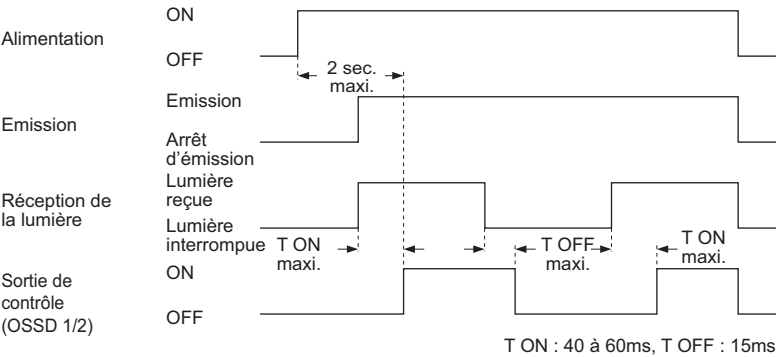 ON
Alimentation
OFF
2 sec.
maxi.
Emission
Emission
Arrêt
d’émission
Lumière
reçue
Réception de
la lumière
Lumière
interrompue
T ON
maxi.
T OFF
maxi.
T ON
maxi.
ON
Sortie de
contrôle
(OSSD 1/2)
OFF
T ON : 40 à 60ms, T OFF : 15ms